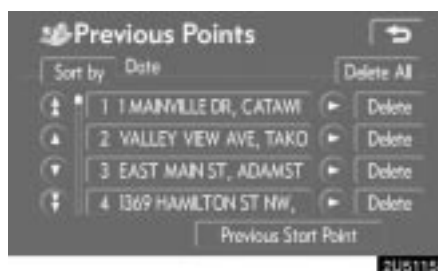 Previous Points
Sort by Date Delete All
1 1 MAINVILLE DR, CATAWI Delete
2 VALLEY VIEW AVE, TAKO Delete
3 EAST MAIN ST, ADAMST Delete
4 1369 HAMILTON ST NW, Delete
Previous Start Point
2U5115